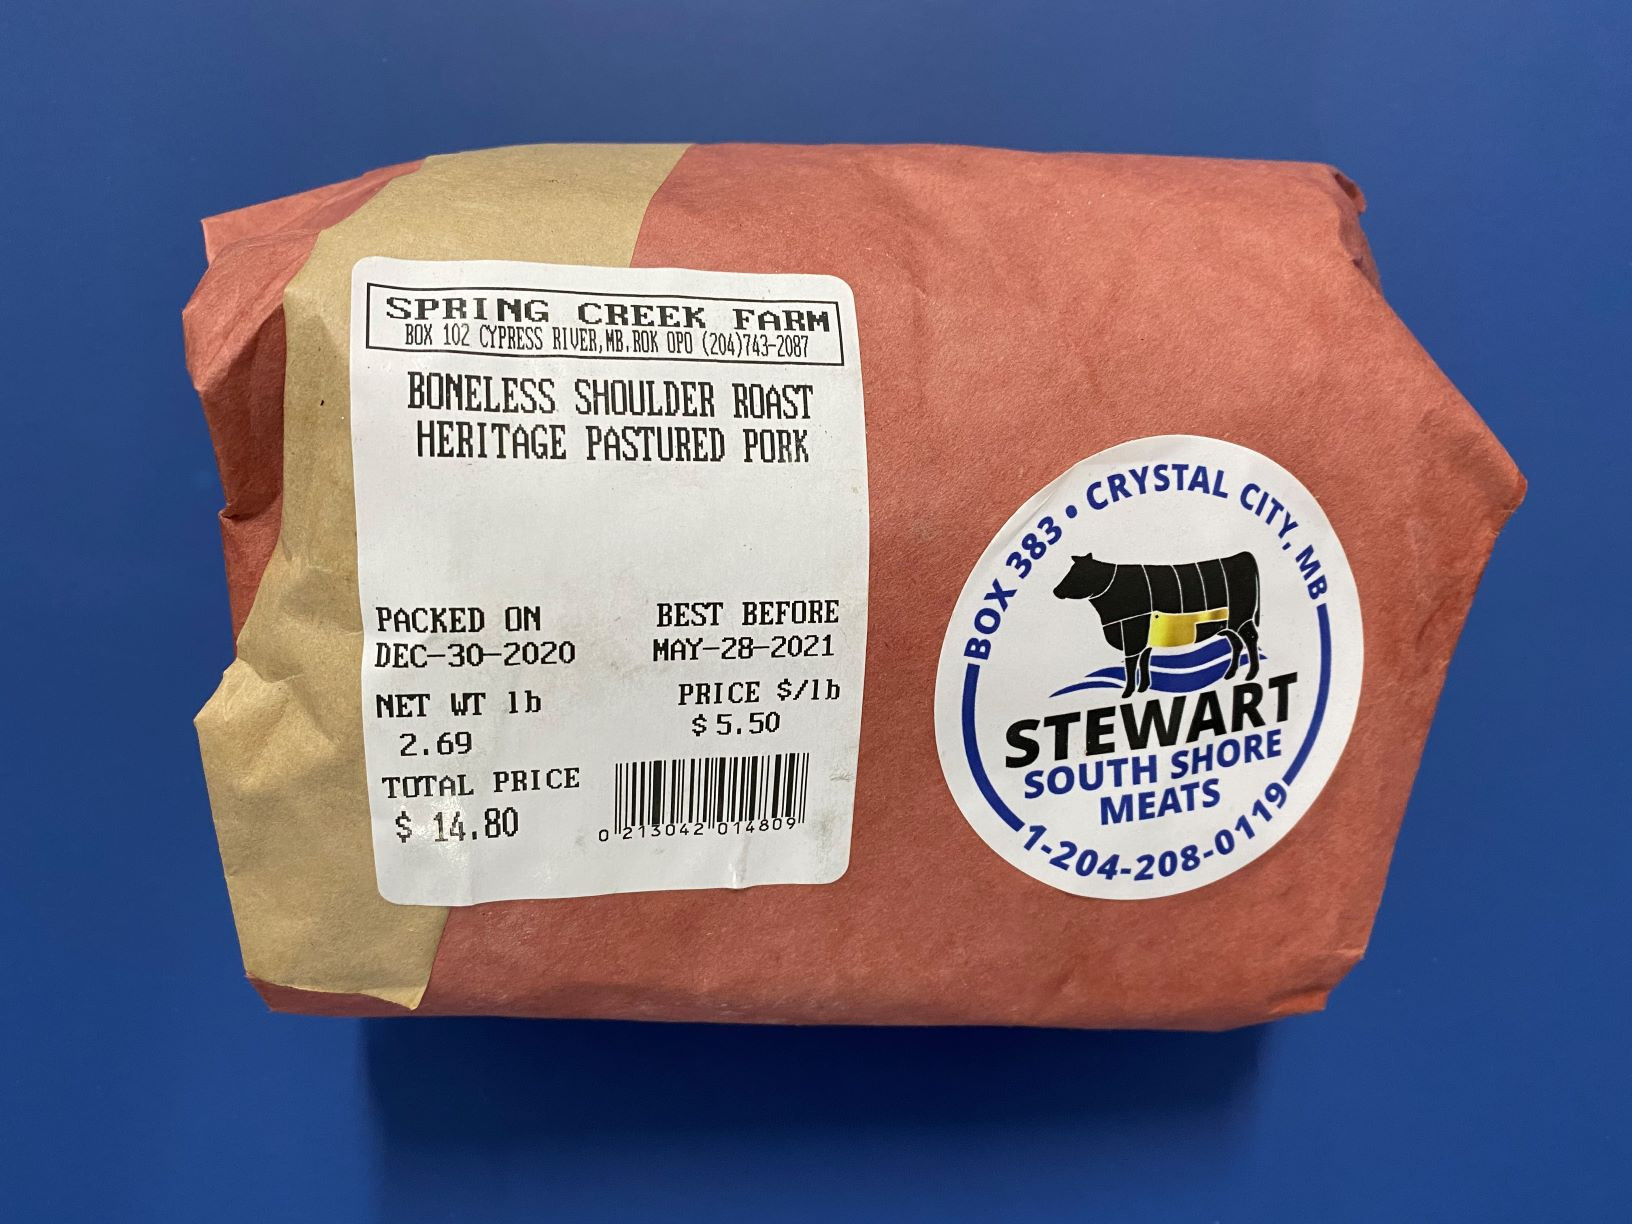 SPRING CREEK FARM
BOX 102 CYPRESS RIVER,MB.ROK OPO (204)743-2087
BONELESS SHOULDER ROAST
HERITAGE PASTURED PORK
PACKED ON
DEC-30-2020
BEST BEFORE
MAY-28-2021
NET WT lb
2.69
PRICE $/lb
$ 5.50
TOTAL PRICE
$ 14.80
0 213042 014809
BOX 383 • CRYSTAL CITY, MB
STEWART
SOUTH SHORE
MEATS
1-204-208-0119